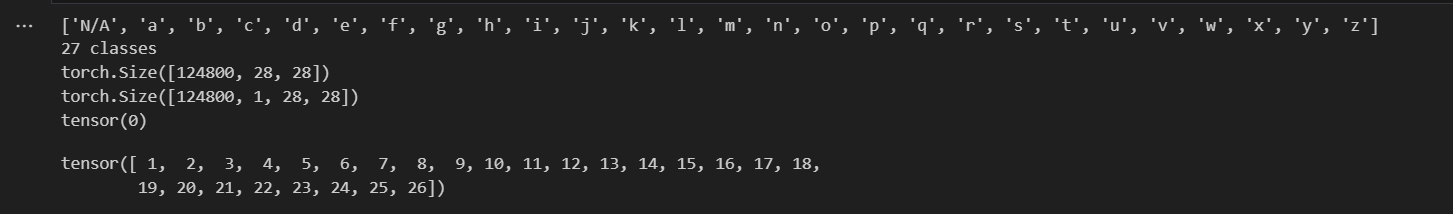 ['N/A', 'a', 'b', 'c', 'd', 'e', 'f', 'g', 'h', 'i', 'j', 'k', 'l', 'm', 'n', 'o', 'p', 'q', 'r', 's', 't', 'u', 'v', 'w', 'x', 'y', 'z']
27 classes
torch.Size([124800, 28, 28])
torch.Size([124800, 1, 28, 28])
tensor(0)
tensor([ 1,  2,  3,  4,  5,  6,  7,  8,  9, 10, 11, 12, 13, 14, 15, 16, 17, 18,
        19, 20, 21, 22, 23, 24, 25, 26])